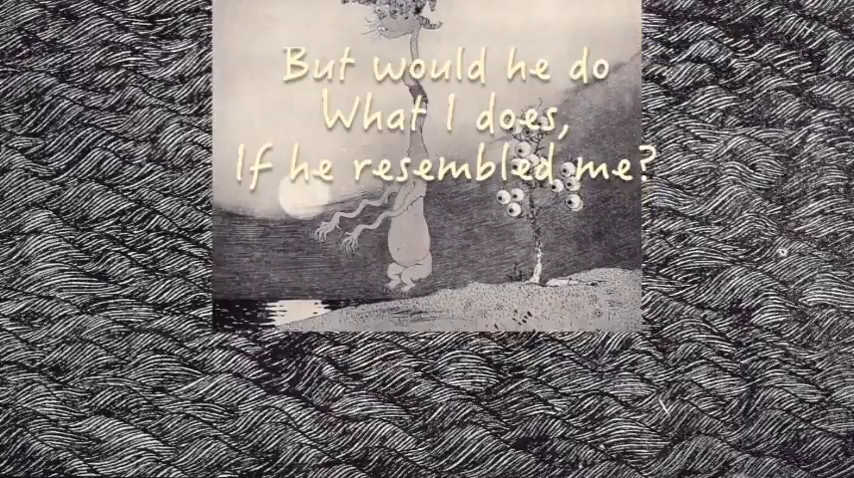 But would he do
What I does,
If he resembled me?